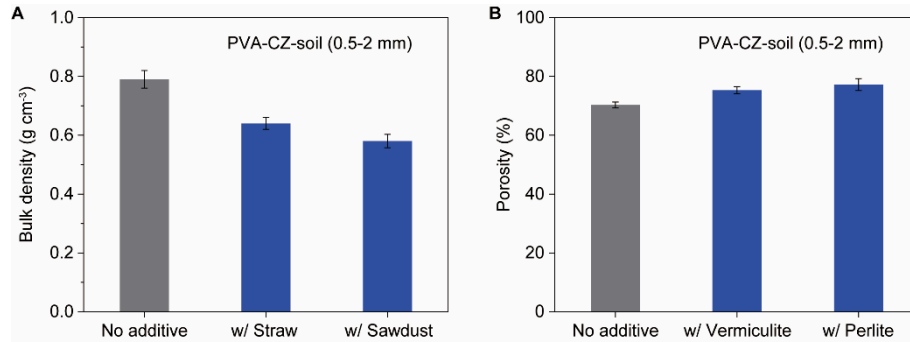 A
PVA-CZ-soil (0.5-2 mm)
Bulk density (g cm⁻³)
1.0
0.8
0.6
0.4
0.2
0.0
No additive
w/ Straw
w/ Sawdust
B
PVA-CZ-soil (0.5-2 mm)
Porosity (%)
100
80
60
40
20
0
No additive
w/ Vermiculite
w/ Perlite